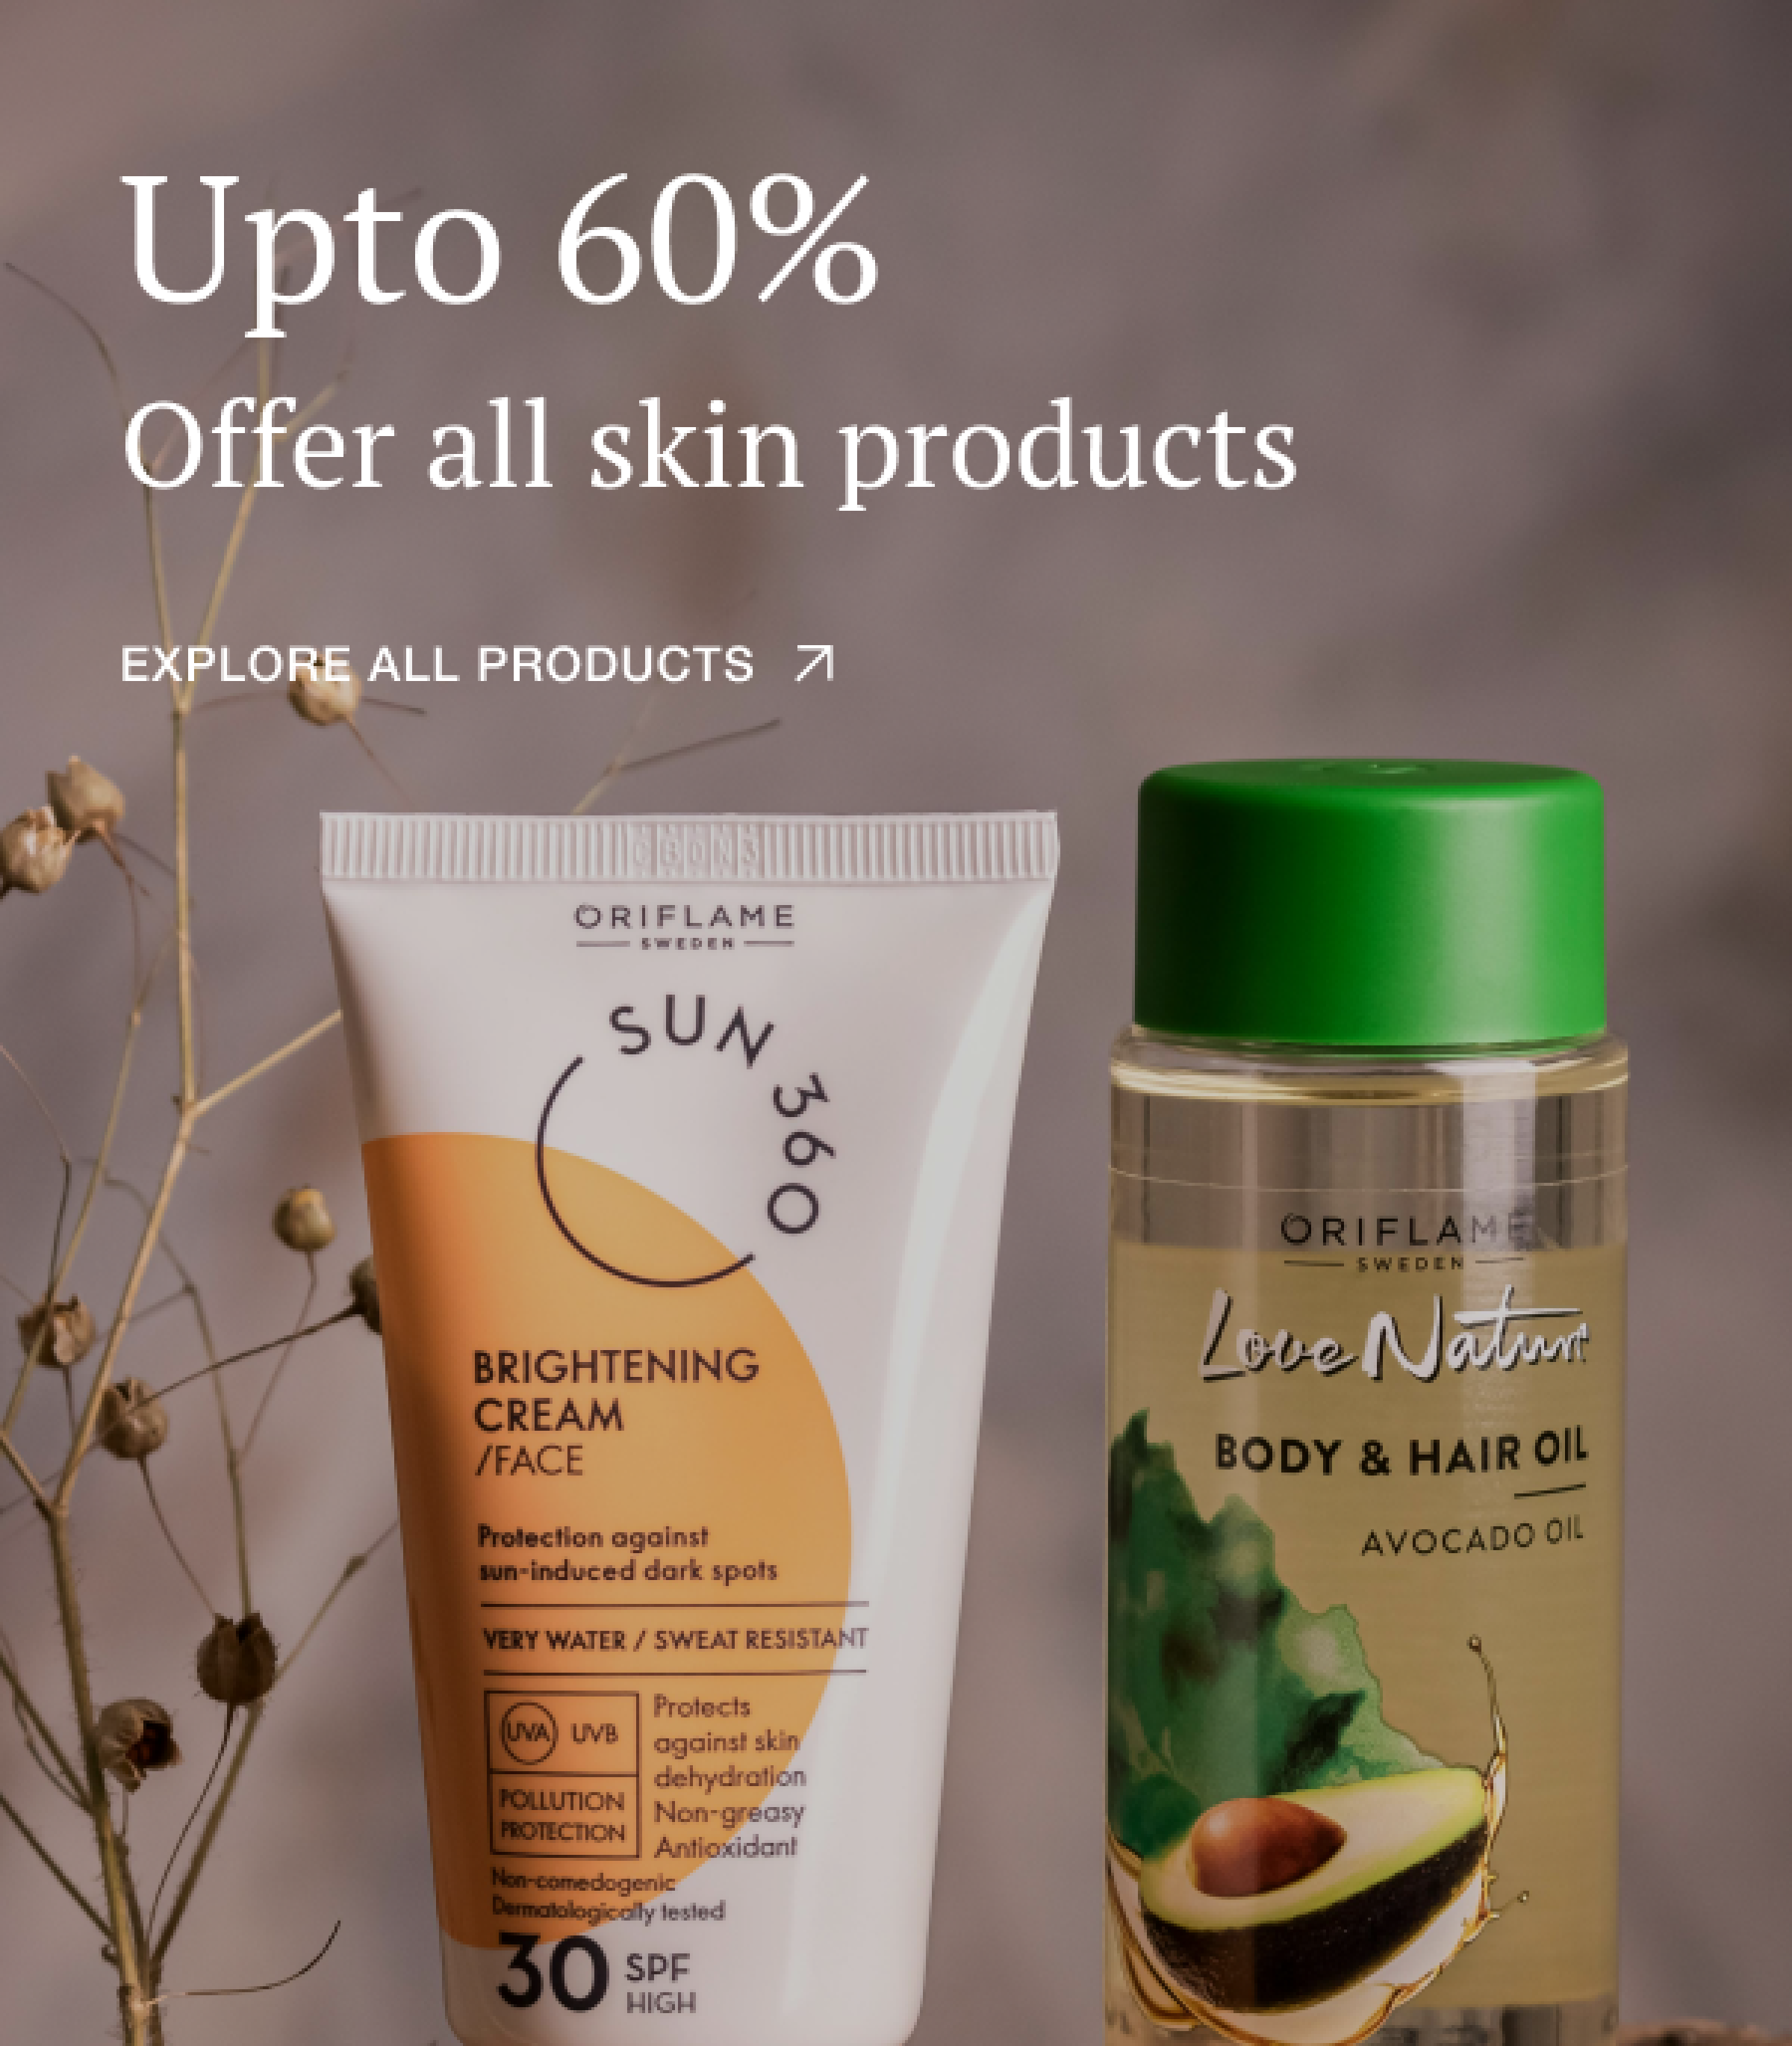 Upto 60%
Offer all skin products
EXPLORE ALL PRODUCTS
ORIFLAME
SWEDEN
SUN 360
BRIGHTENING
CREAM
/FACE
Protection against
sun-induced dark spots
VERY WATER / SWEAT RESISTANT
UVA UVB
POLLUTION
PROTECTION
Protects
against skin
dehydration
Non-greasy
Antioxidant
Non-comedogenic
Dermatologically tested
30 SPF
HIGH
ORIFLAME
SWEDEN
Love Nature
BODY & HAIR OIL
AVOCADO OIL